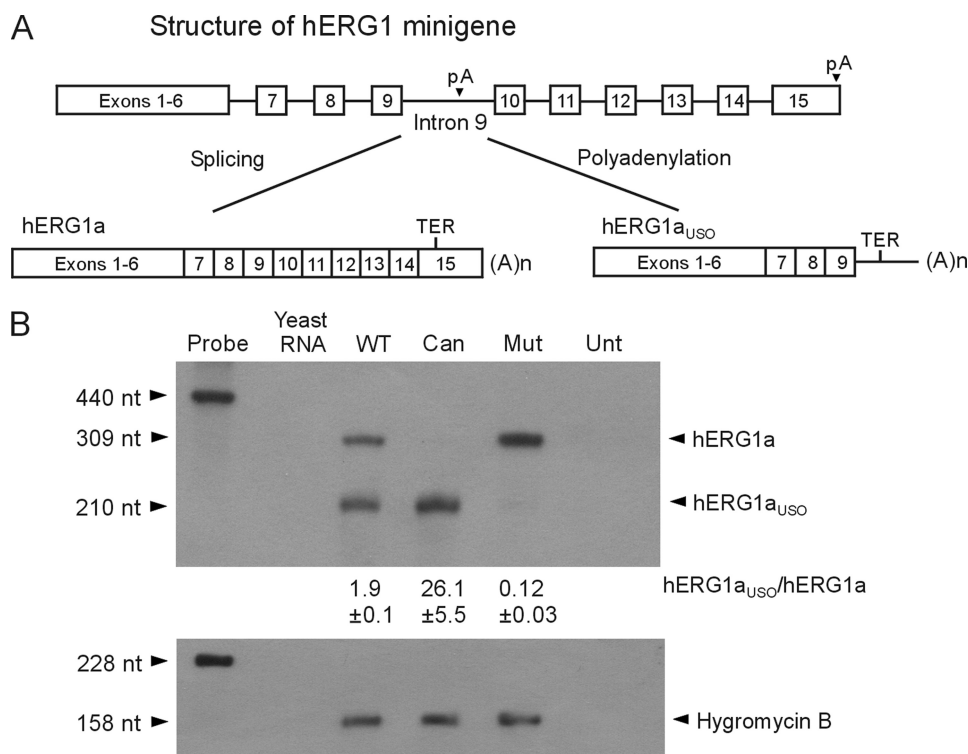 A Structure of hERG1 minigene
pA pA
Exons 1-6 7 8 9 10 11 12 13 14 15
Intron 9
Splicing Polyadenylation
hERG1a TER hERG1aUSO TER
Exons 1-6 7 8 9 10 11 12 13 14 15 (A)n Exons 1-6 7 8 9 (A)n
B
Probe Yeast RNA WT Can Mut Unt
440 nt
309 nt hERG1a
210 nt hERG1aUSO
1.9 26.1 0.12 hERG1aUSO/hERG1a
±0.1 ±5.5 ±0.03
228 nt
158 nt Hygromycin B